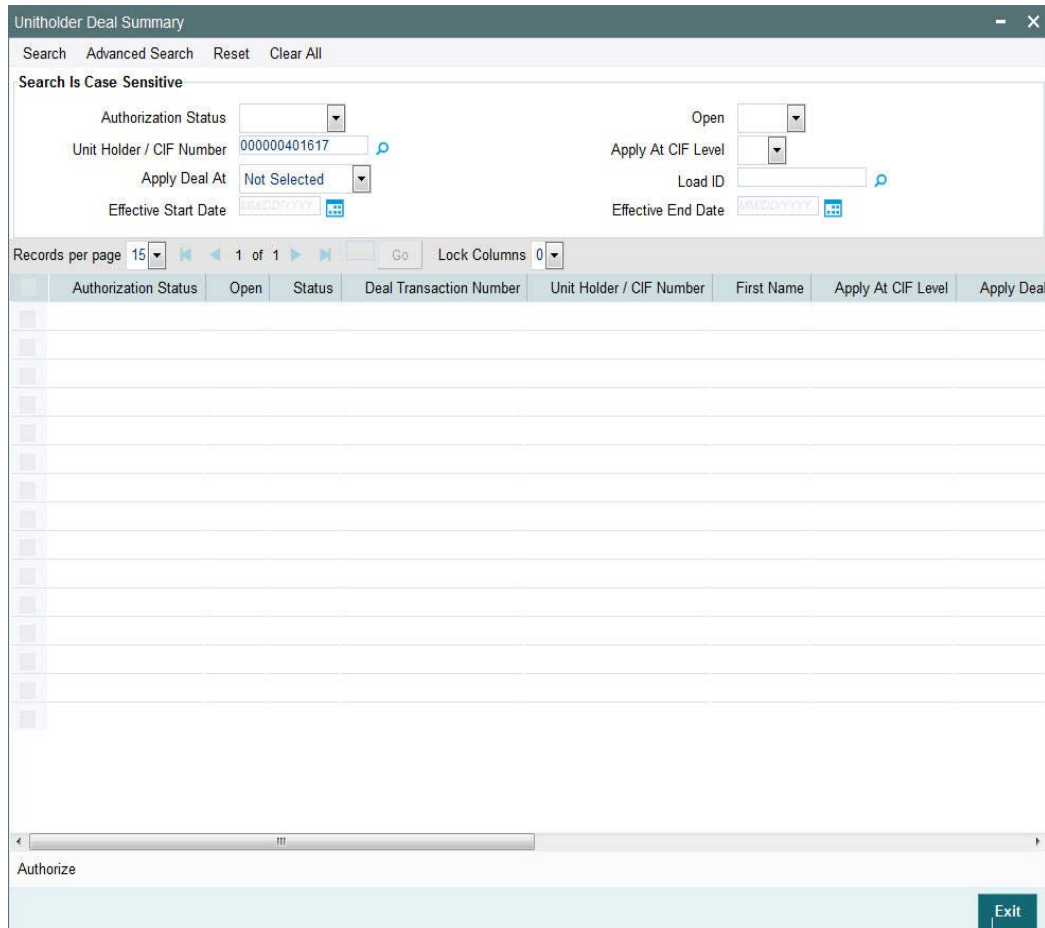 Unitholder Deal Summary
Search Advanced Search Reset Clear All
Search Is Case Sensitive
Authorization Status
Open
Unit Holder / CIF Number 000000401617
Apply At CIF Level
Apply Deal At Not Selected
Load ID
Effective Start Date MM/DD/YYYY
Effective End Date MM/DD/YYYY
Records per page 15 1 of 1 Go Lock Columns 0
Authorization Status Open Status Deal Transaction Number Unit Holder / CIF Number First Name Apply At CIF Level Apply Deal
Authorize
Exit